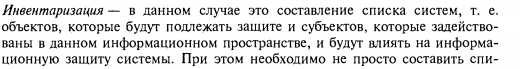 Инвентаризация — в данном случае это составление списка систем, т. е.
объектов, которые будут подлежать защите и субъектов, которые задейство-
ваны в данном информационном пространстве, и будут влиять на информа-
ционную защиту системы. При этом необходимо не просто составить спи-